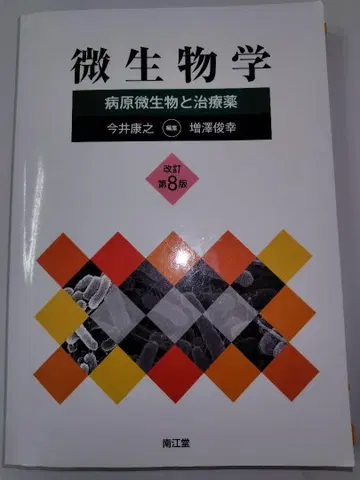 微生物学
病原微生物と治療薬
今井康之 編集 増澤俊幸
改訂
第8版
南江堂